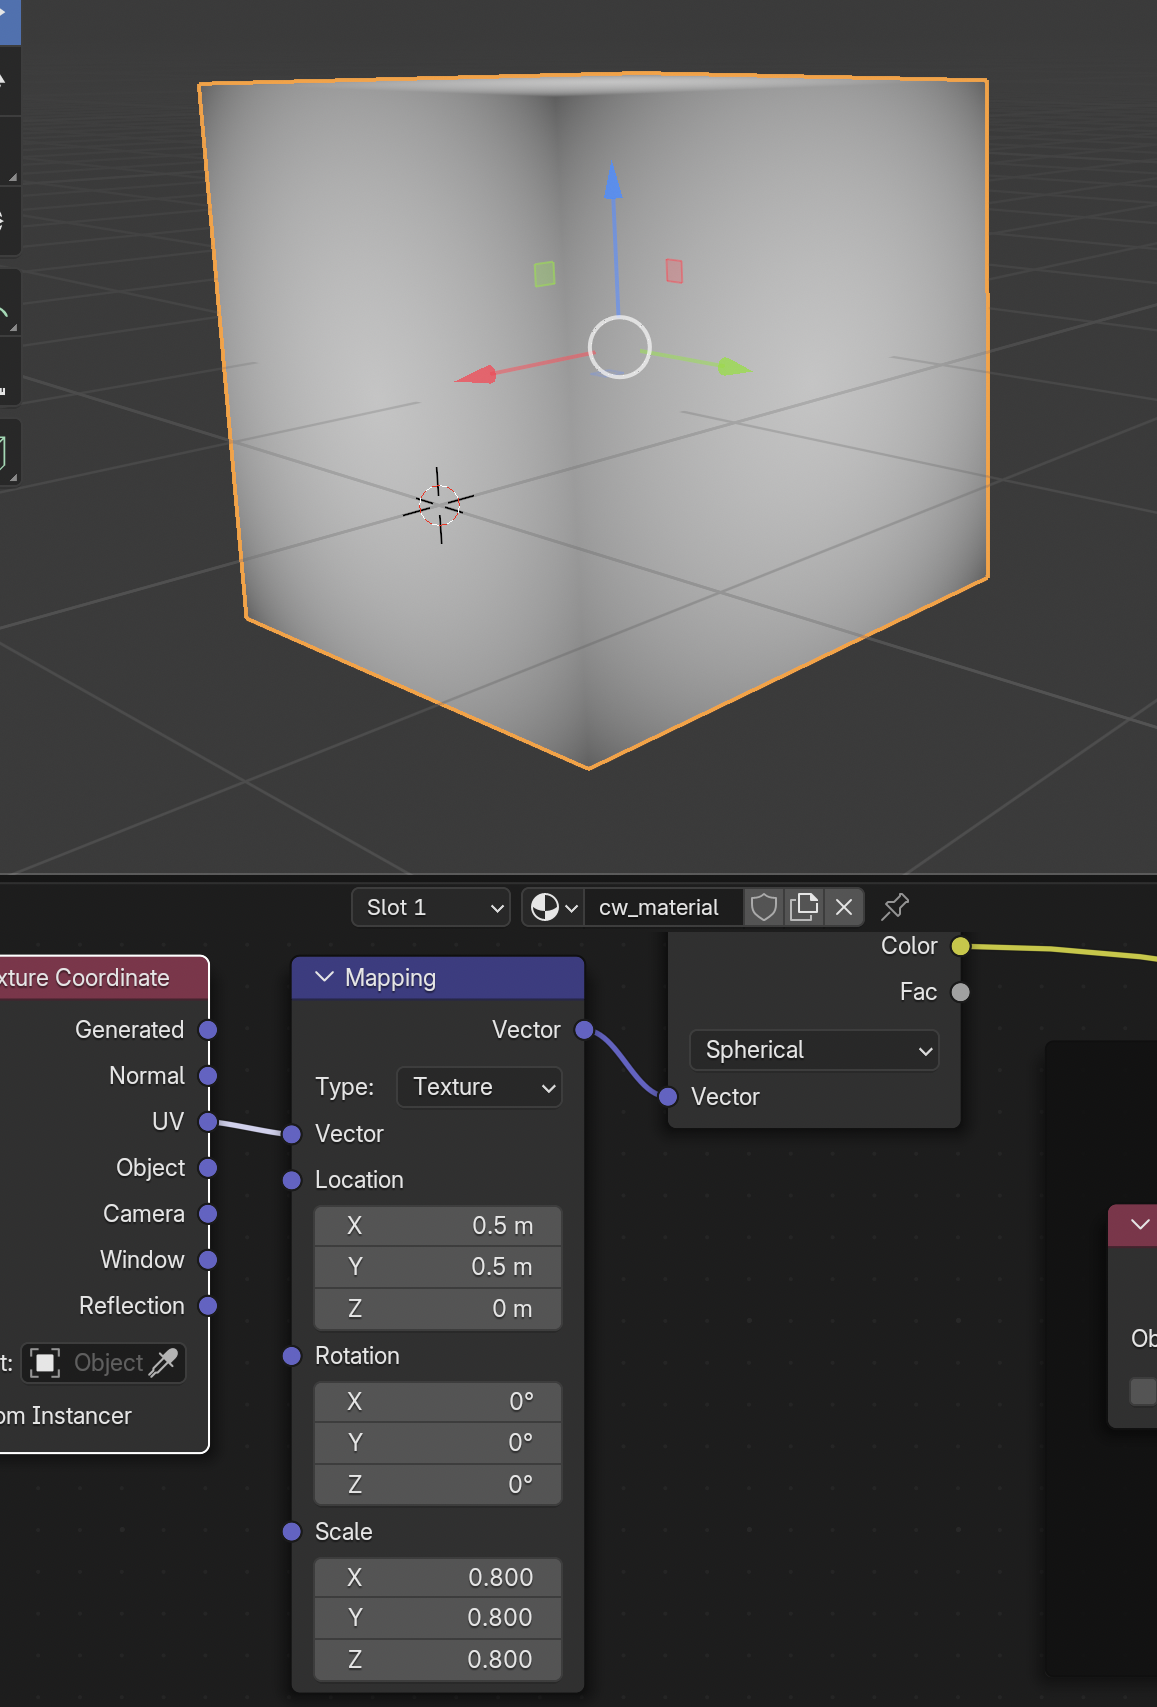 Slot 1
cw_material
xture Coordinate
Generated
Normal
UV
Object
Camera
Window
Reflection
t: Object
om Instancer
Mapping
Vector
Type: Texture
Vector
Location
X 0.5 m
Y 0.5 m
Z 0 m
Rotation
X 0°
Y 0°
Z 0°
Scale
X 0.800
Y 0.800
Z 0.800
Color
Fac
Spherical
Vector
Ob